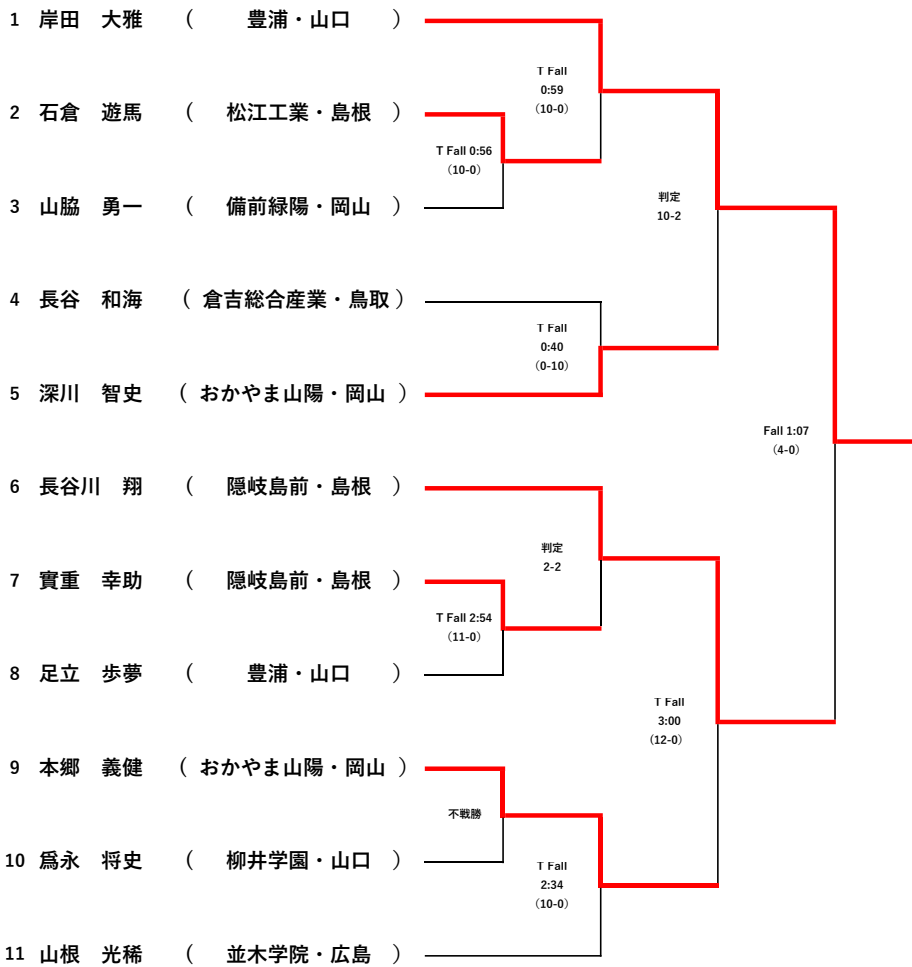 1 岸田 大雅 （ 豊浦・山口 ）
T Fall
0:59
(10-0)
2 石倉 遊馬 （ 松江工業・島根 ）
T Fall 0:56
（10-0）
3 山脇 勇一 （ 備前緑陽・岡山 ）
判定
10-2
4 長谷 和海 （ 倉吉総合産業・鳥取 ）
T Fall
0:40
(0-10)
5 深川 智史 （ おかやま山陽・岡山 ）
Fall 1:07
（4-0）
6 長谷川 翔 （ 隠岐島前・島根 ）
判定
2-2
7 實重 幸助 （ 隠岐島前・島根 ）
T Fall 2:54
（11-0）
8 足立 歩夢 （ 豊浦・山口 ）
T Fall
3:00
（12-0）
9 本郷 義健 （ おかやま山陽・岡山 ）
不戦勝
10 爲永 将史 （ 柳井学園・山口 ）
T Fall
2:34
(10-0)
11 山根 光稀 （ 並木学院・広島 ）